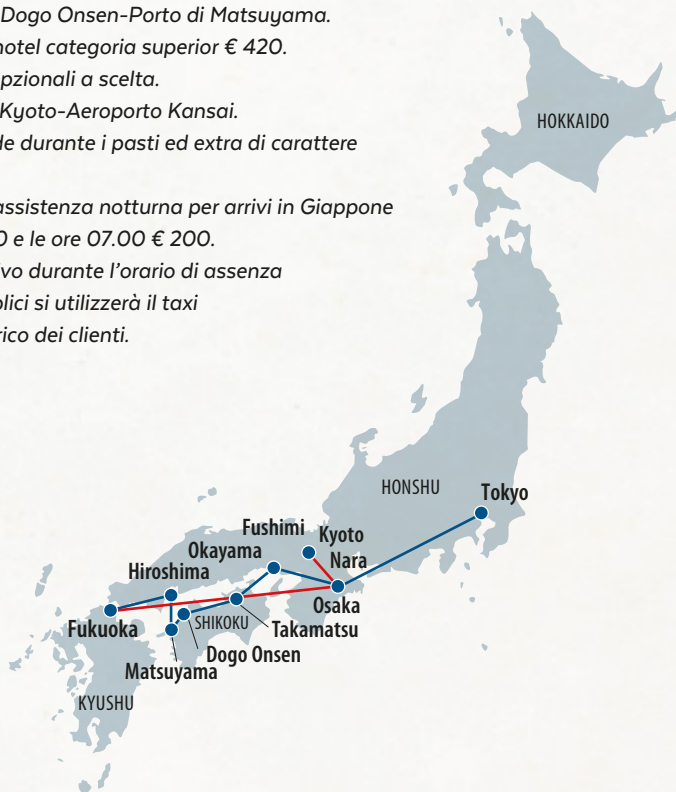 Dogo Onsen-Porto di Matsuyama.
hotel categoria superior € 420.
pzionali a scelta.
Kyoto-Aeroporto Kansai.
de durante i pasti ed extra di carattere
assistenza notturna per arrivi in Giappone
0 e le ore 07.00 € 200.
vo durante l'orario di assenza
lici si utilizzerà il taxi
rico dei clienti.
HOKKAIDO
HONSHU
Tokyo
Fushimi
Kyoto
Okayama
Nara
Hiroshima
Osaka
Fukuoka
SHIKOKU
Takamatsu
Dogo Onsen
Matsuyama
KYUSHU